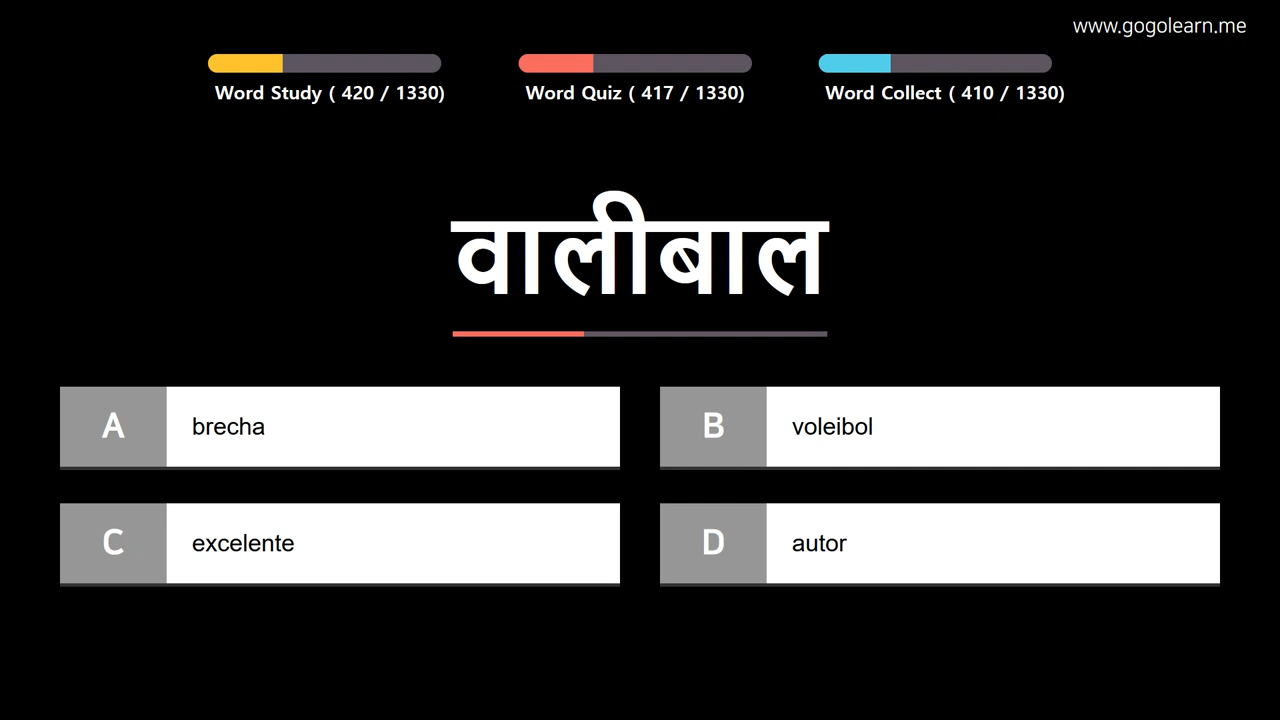 www.gogolearn.me
Word Study ( 420 / 1330)
Word Quiz ( 417 / 1330)
Word Collect ( 410 / 1330)
वालीबाल
A brecha
B voleibol
C excelente
D autor